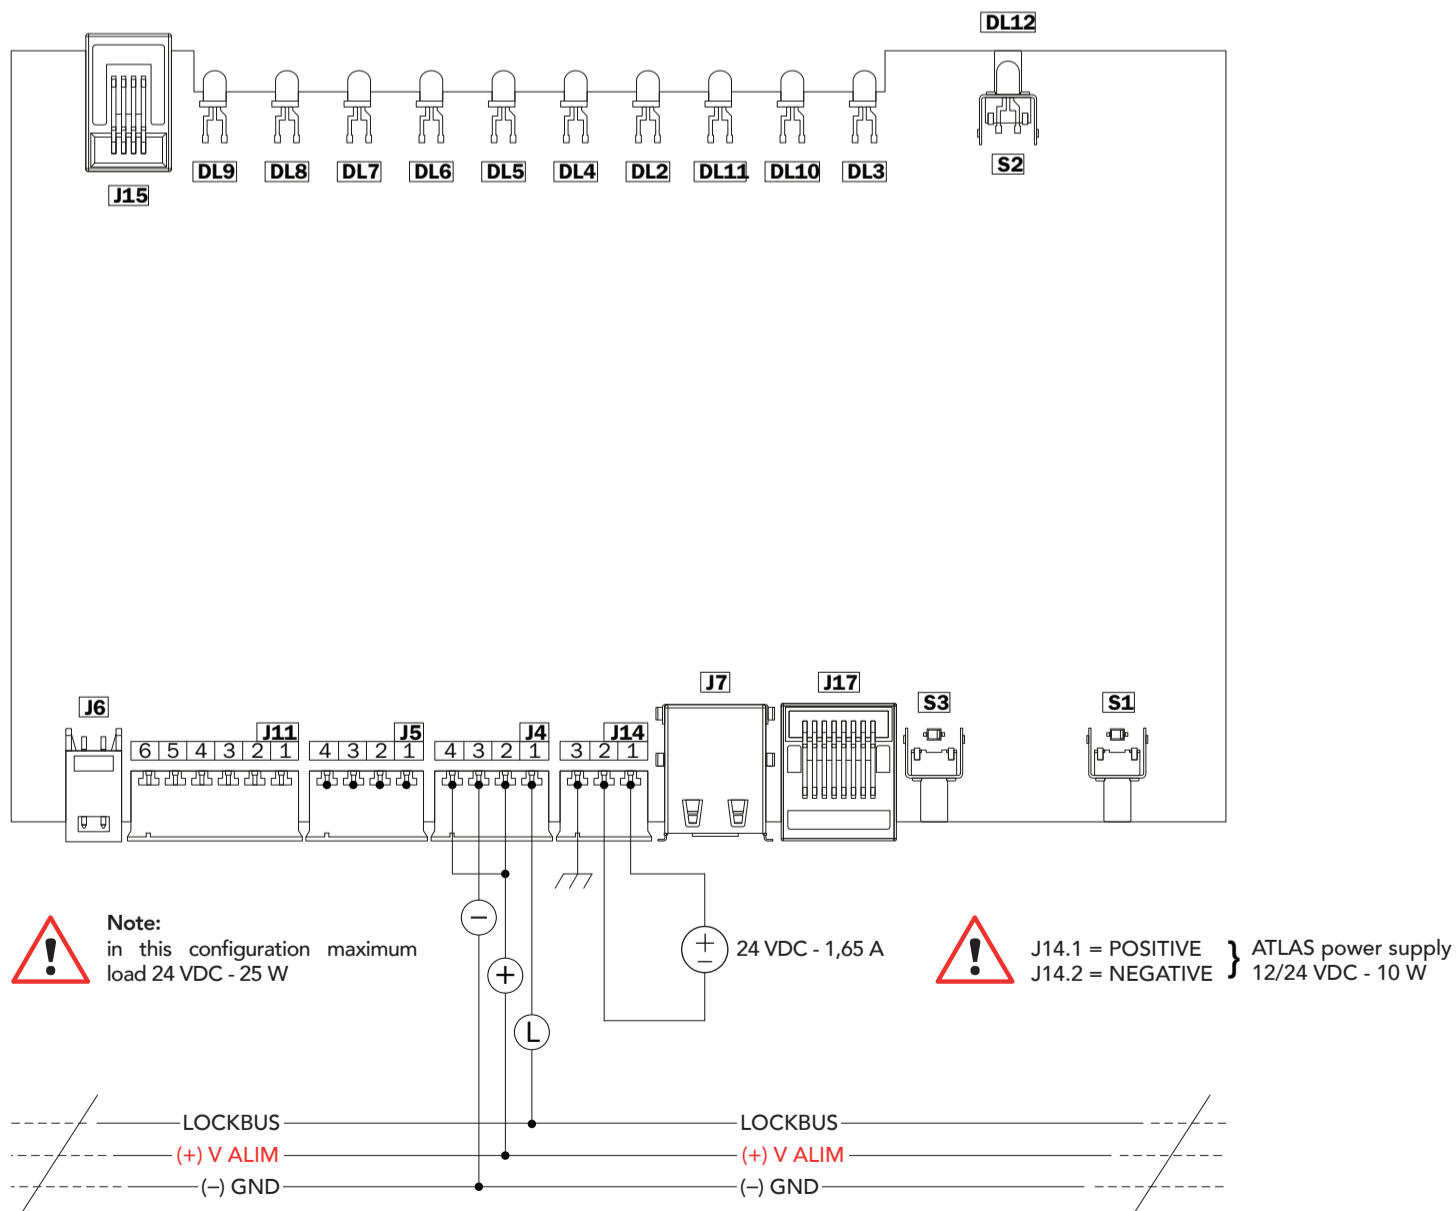 DL12
DL9 DL8 DL7 DL6 DL5 DL4 DL2 DL11 DL10 DL3 S2
J15
J6 J11 J5 J4 J14 J7 J17 S3 S1
6 5 4 3 2 1 4 3 2 1 4 3 2 1 3 2 1
Note:
in this configuration maximum
load 24 VDC - 25 W
−
+
L
+
−
24 VDC - 1,65 A
!
!
J14.1 = POSITIVE
J14.2 = NEGATIVE
}
ATLAS power supply
12/24 VDC - 10 W
LOCKBUS LOCKBUS
(+) V ALIM (+) V ALIM
(−) GND (−) GND